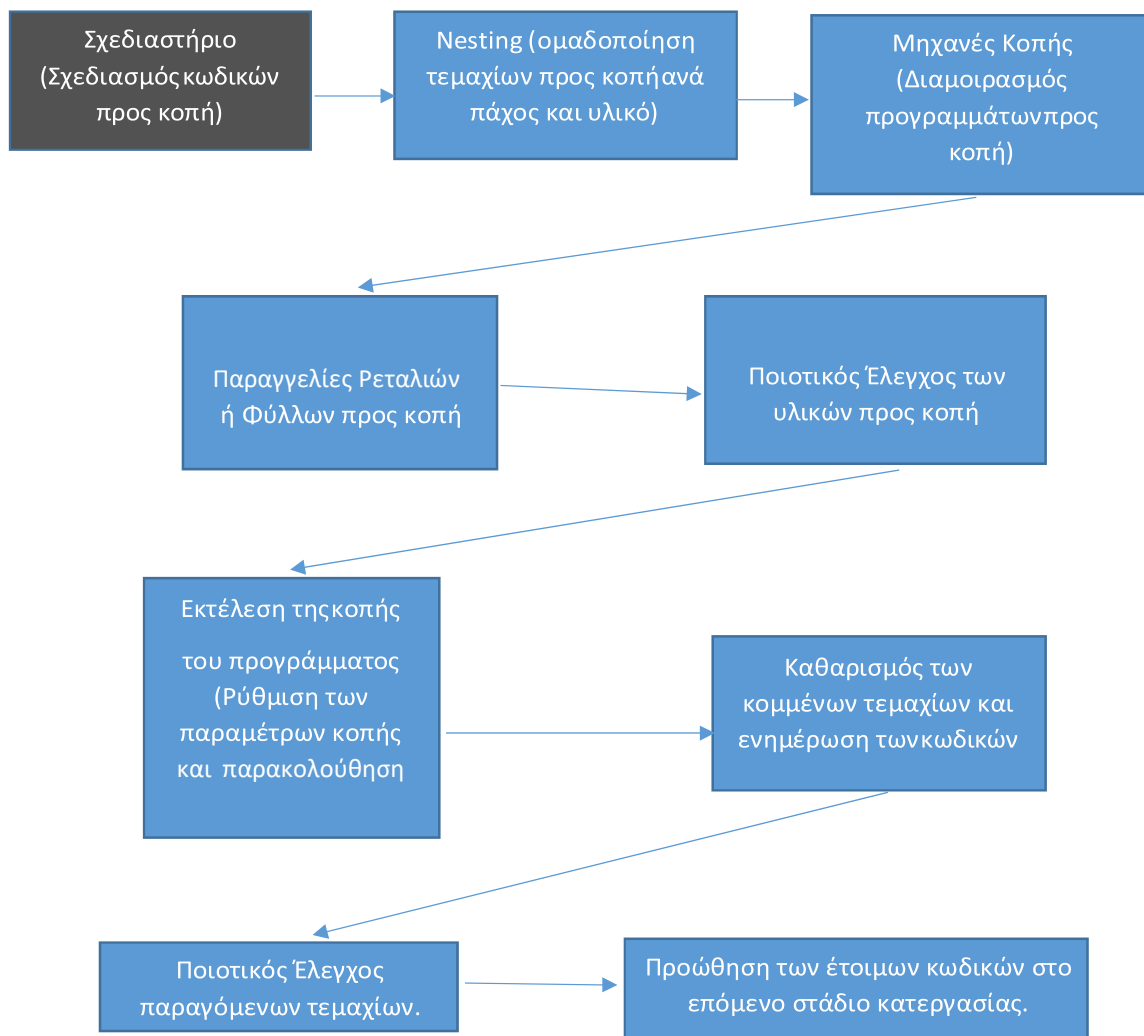 Σχεδιαστήριο
(Σχεδιασμός κωδικών
προς κοπή)
Nesting (ομαδοποίηση
τεμαχίων προς κοπή ανά
πάχος και υλικό)
Μηχανές Κοπής
(Διαμοιρασμός
προγραμμάτων προς
κοπή)
Παραγγελίες Ρεταλιών
ή Φύλλων προς κοπή
Ποιοτικός Έλεγχος των
υλικών προς κοπή
Εκτέλεση της κοπής
του προγράμματος
(Ρύθμιση των
παραμέτρων κοπής
και παρακολούθηση
Καθαρισμός των
κομμένων τεμαχίων και
ενημέρωση των κωδικών
Ποιοτικός Έλεγχος
παραγόμενων τεμαχίων.
Προώθηση των έτοιμων κωδικών στο
επόμενο στάδιο κατεργασίας.